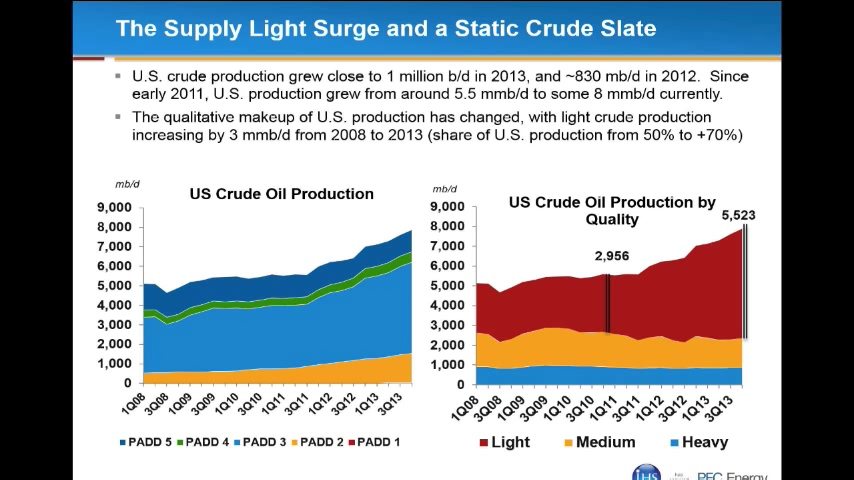 The Supply Light Surge and a Static Crude Slate
▪ U.S. crude production grew close to 1 million b/d in 2013, and ~830 mb/d in 2012. Since
early 2011, U.S. production grew from around 5.5 mmb/d to some 8 mmb/d currently.
▪ The qualitative makeup of U.S. production has changed, with light crude production
increasing by 3 mmb/d from 2008 to 2013 (share of U.S. production from 50% to +70%)
mb/d
US Crude Oil Production
9,000
8,000
7,000
6,000
5,000
4,000
3,000
2,000
1,000
0
1Q08
3Q08
1Q09
3Q09
1Q10
3Q10
1Q11
3Q11
1Q12
3Q12
1Q13
3Q13
PADD 5 PADD 4 PADD 3 PADD 2 PADD 1
mb/d
US Crude Oil Production by
Quality
5,523
2,956
9,000
8,000
7,000
6,000
5,000
4,000
3,000
2,000
1,000
0
1Q08
3Q08
1Q09
3Q09
1Q10
3Q10
1Q11
3Q11
1Q12
3Q12
1Q13
3Q13
Light Medium Heavy
IHS
PFC Energy